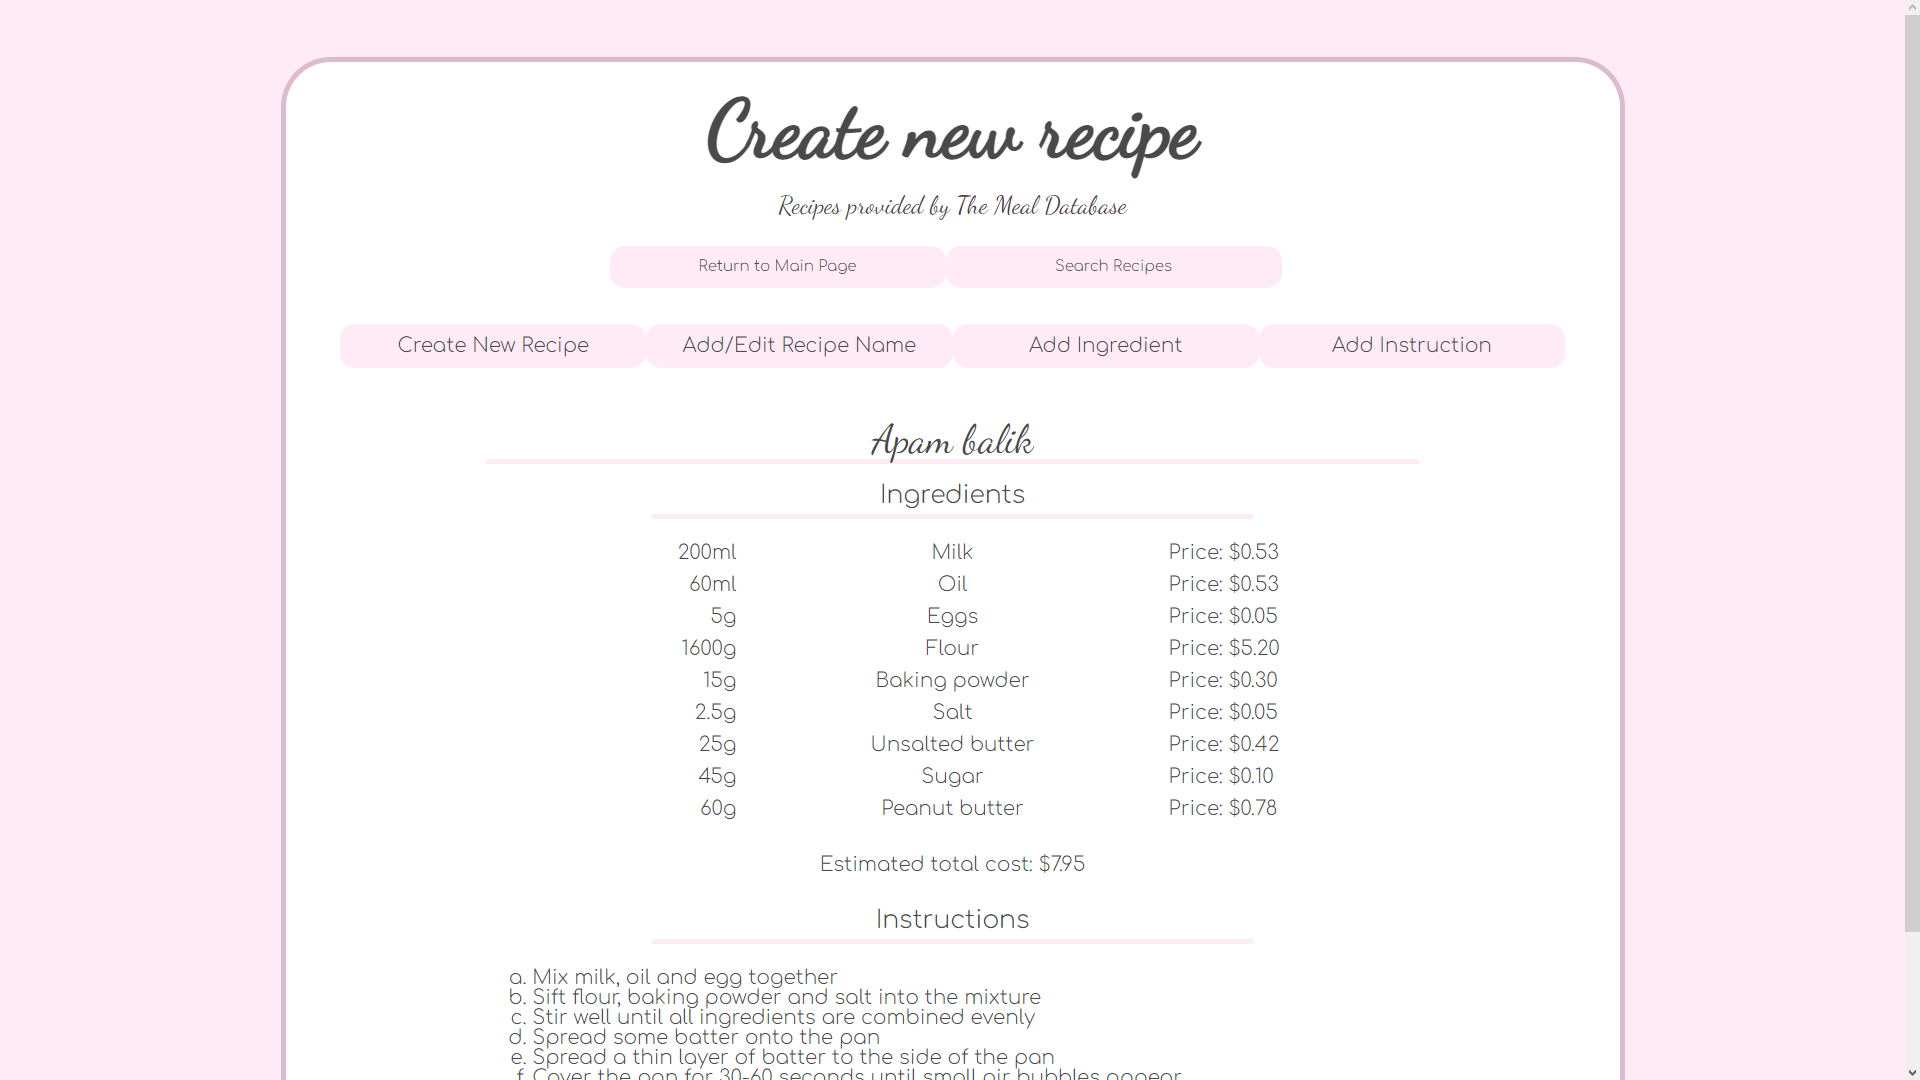 Create new recipe
Recipes provided by The Meal Database
Return to Main Page Search Recipes
Create New Recipe Add/Edit Recipe Name Add Ingredient Add Instruction
Apam balik
Ingredients
200ml Milk Price: $0.53
60ml Oil Price: $0.53
5g Eggs Price: $0.05
1600g Flour Price: $5.20
15g Baking powder Price: $0.30
2.5g Salt Price: $0.05
25g Unsalted butter Price: $0.42
45g Sugar Price: $0.10
60g Peanut butter Price: $0.78
Estimated total cost: $7.95
Instructions
a. Mix milk, oil and egg together
b. Sift flour, baking powder and salt into the mixture
c. Stir well until all ingredients are combined evenly
d. Spread some batter onto the pan
e. Spread a thin layer of batter to the side of the pan
f. Cover the pan for 30-60 seconds until small air bubbles appear